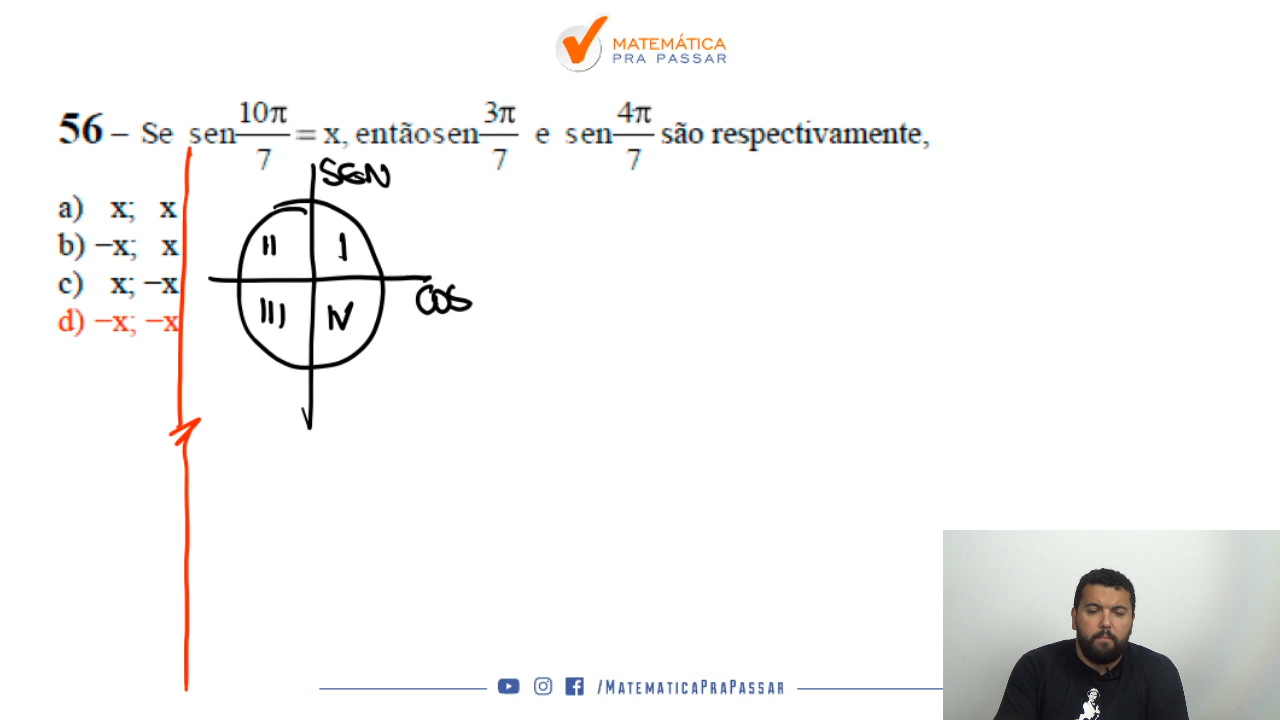 MATEMÁTICA
PRA PASSAR
56 – Se sen 10π/7 = x, então sen 3π/7 e sen 4π/7 são respectivamente,
SEN
a) x; x
b) –x; x
c) x; –x
d) –x; –x
II I
III IV
COS
/MATEMATICAPRAPASSAR